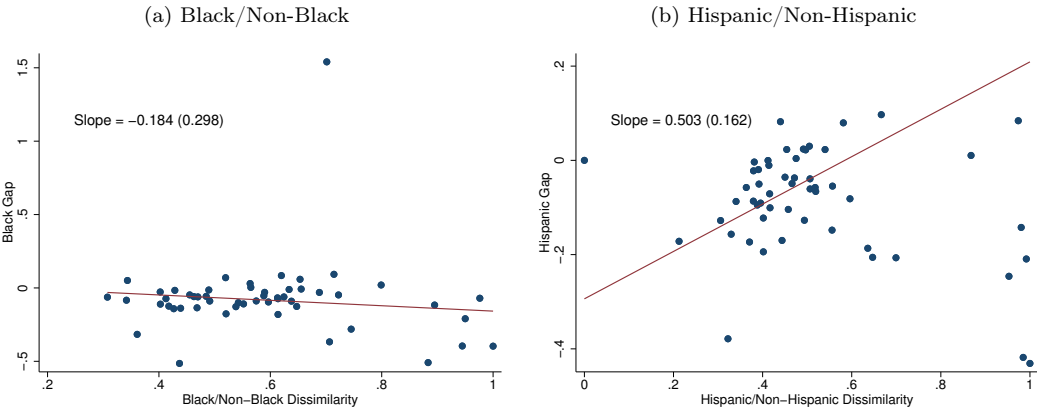 (a) Black/Non-Black
Black Gap
1.5
1
.5
0
−.5
Slope = −0.184 (0.298)
.2 .4 .6 .8 1
Black/Non−Black Dissimilarity
(b) Hispanic/Non-Hispanic
Hispanic Gap
.2
0
−.2
−.4
Slope = 0.503 (0.162)
0 .2 .4 .6 .8 1
Hispanic/Non−Hispanic Dissimilarity